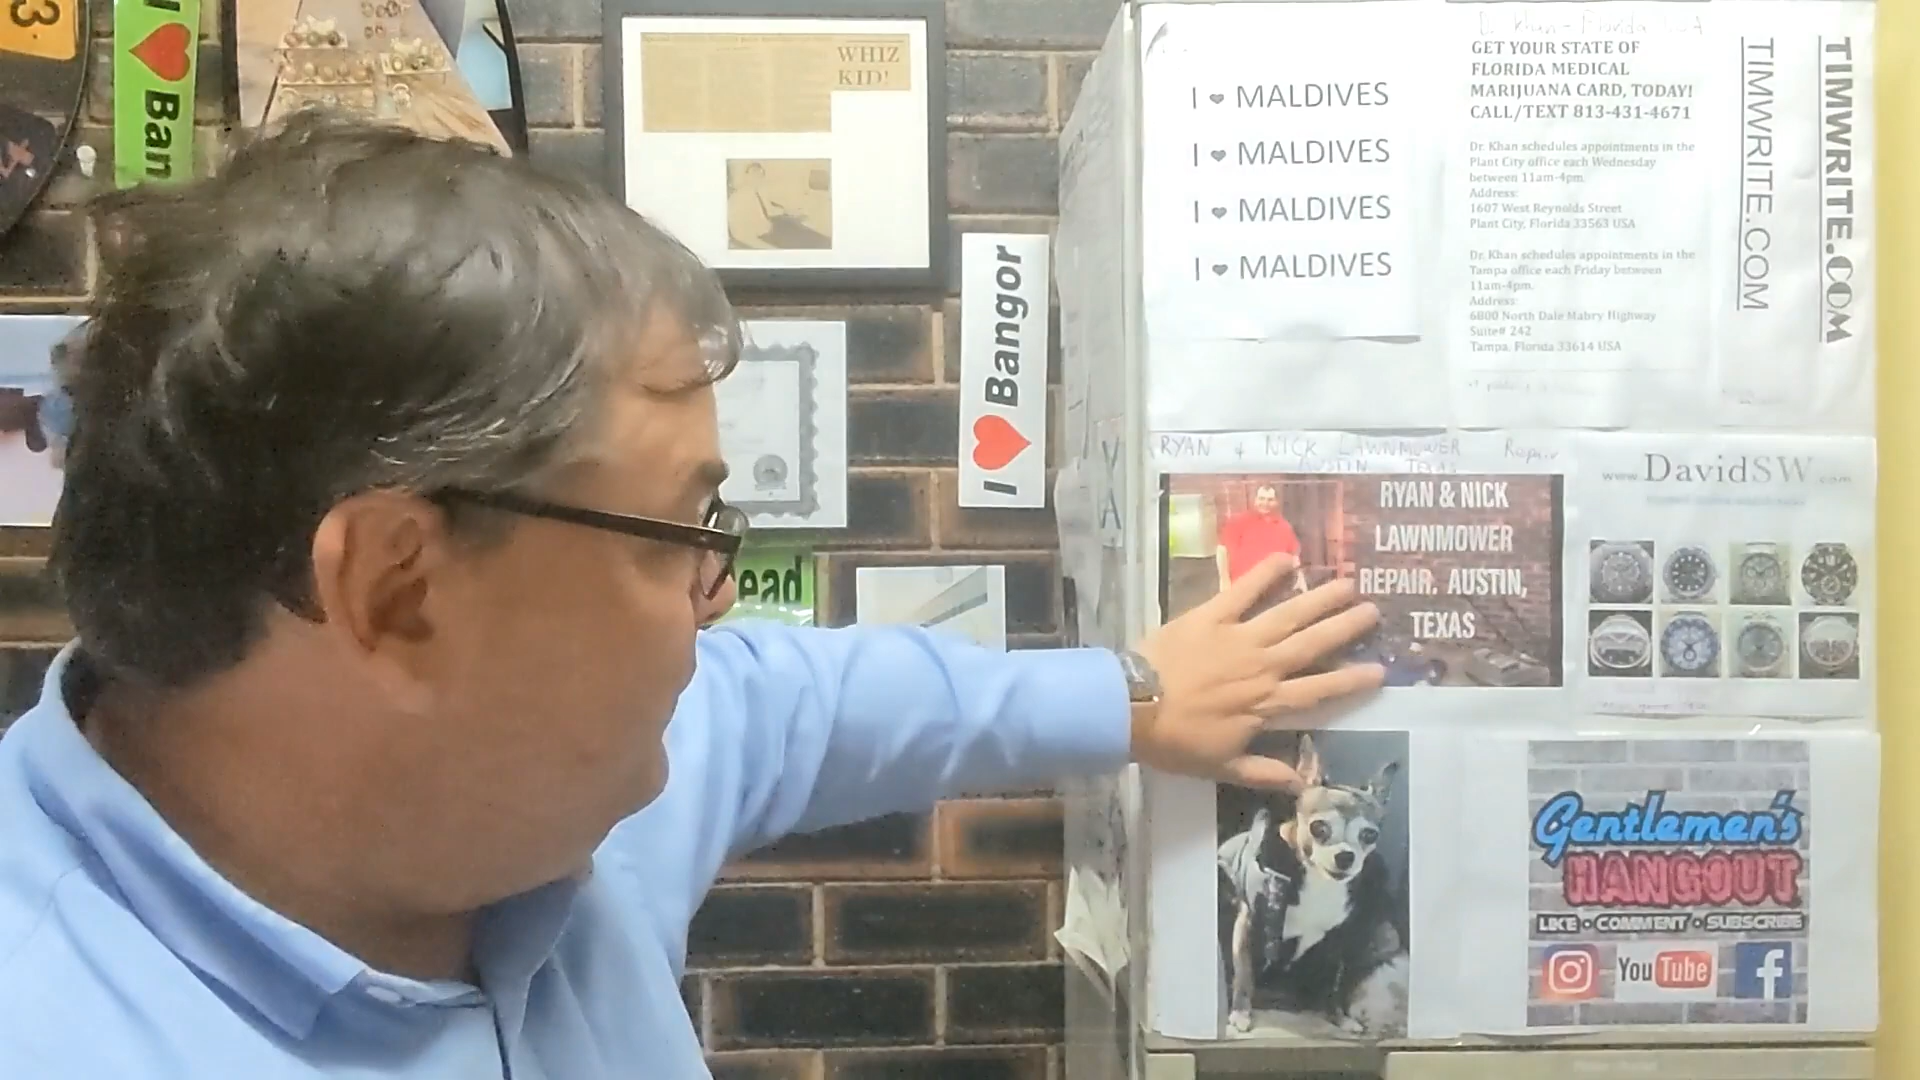 3
I ❤ Ban
WHIZ
KID!
I ❤ Bangor
ead
I ❤ MALDIVES
I ❤ MALDIVES
I ❤ MALDIVES
I ❤ MALDIVES
Dr. Khan - Florida USA
GET YOUR STATE OF
FLORIDA MEDICAL
MARIJUANA CARD, TODAY!
CALL/TEXT 813-431-4671
Dr. Khan schedules appointments in the
Plant City office each Wednesday
between 11am-4pm.
Address:
1607 West Reynolds Street
Plant City, Florida 33563 USA
Dr. Khan schedules appointments in the
Tampa office each Friday between
11am-4pm.
Address:
6800 North Dale Mabry Highway
Suite# 242
Tampa, Florida 33614 USA
TIMWRITE.COM
TIMWRITE.COM
RYAN & NICK LAWNMOWER Repair
AUSTIN TEXAS
RYAN & NICK
LAWNMOWER
REPAIR. AUSTIN,
TEXAS
www.DavidSW.com
Gentlemen's
HANGOUT
LIKE • COMMENT • SUBSCRIBE
YouTube
f